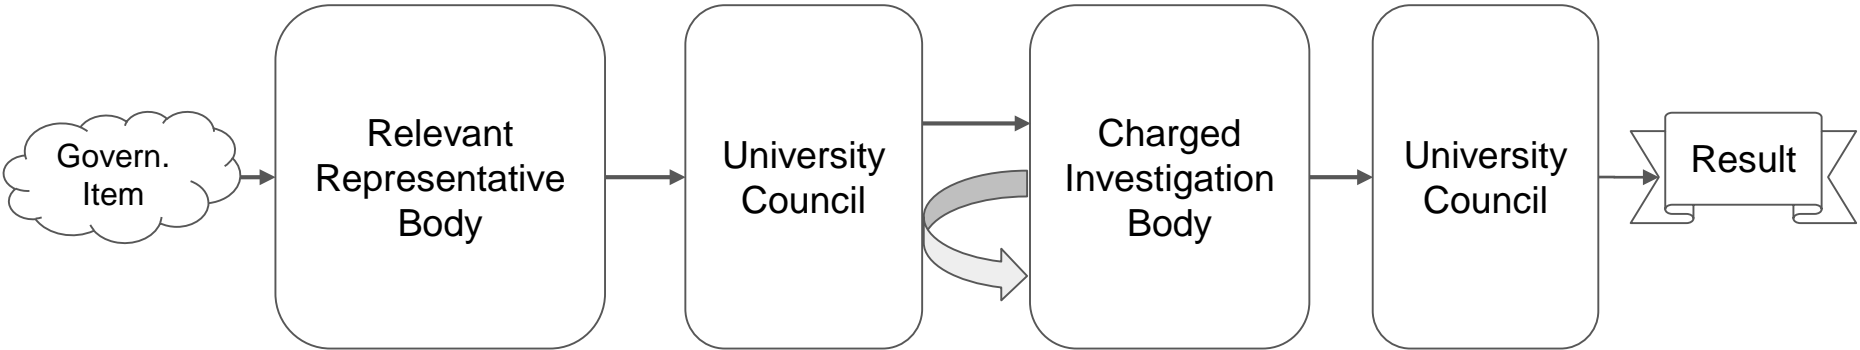 Govern.
Item
Relevant
Representative
Body
University
Council
Charged
Investigation
Body
University
Council
Result